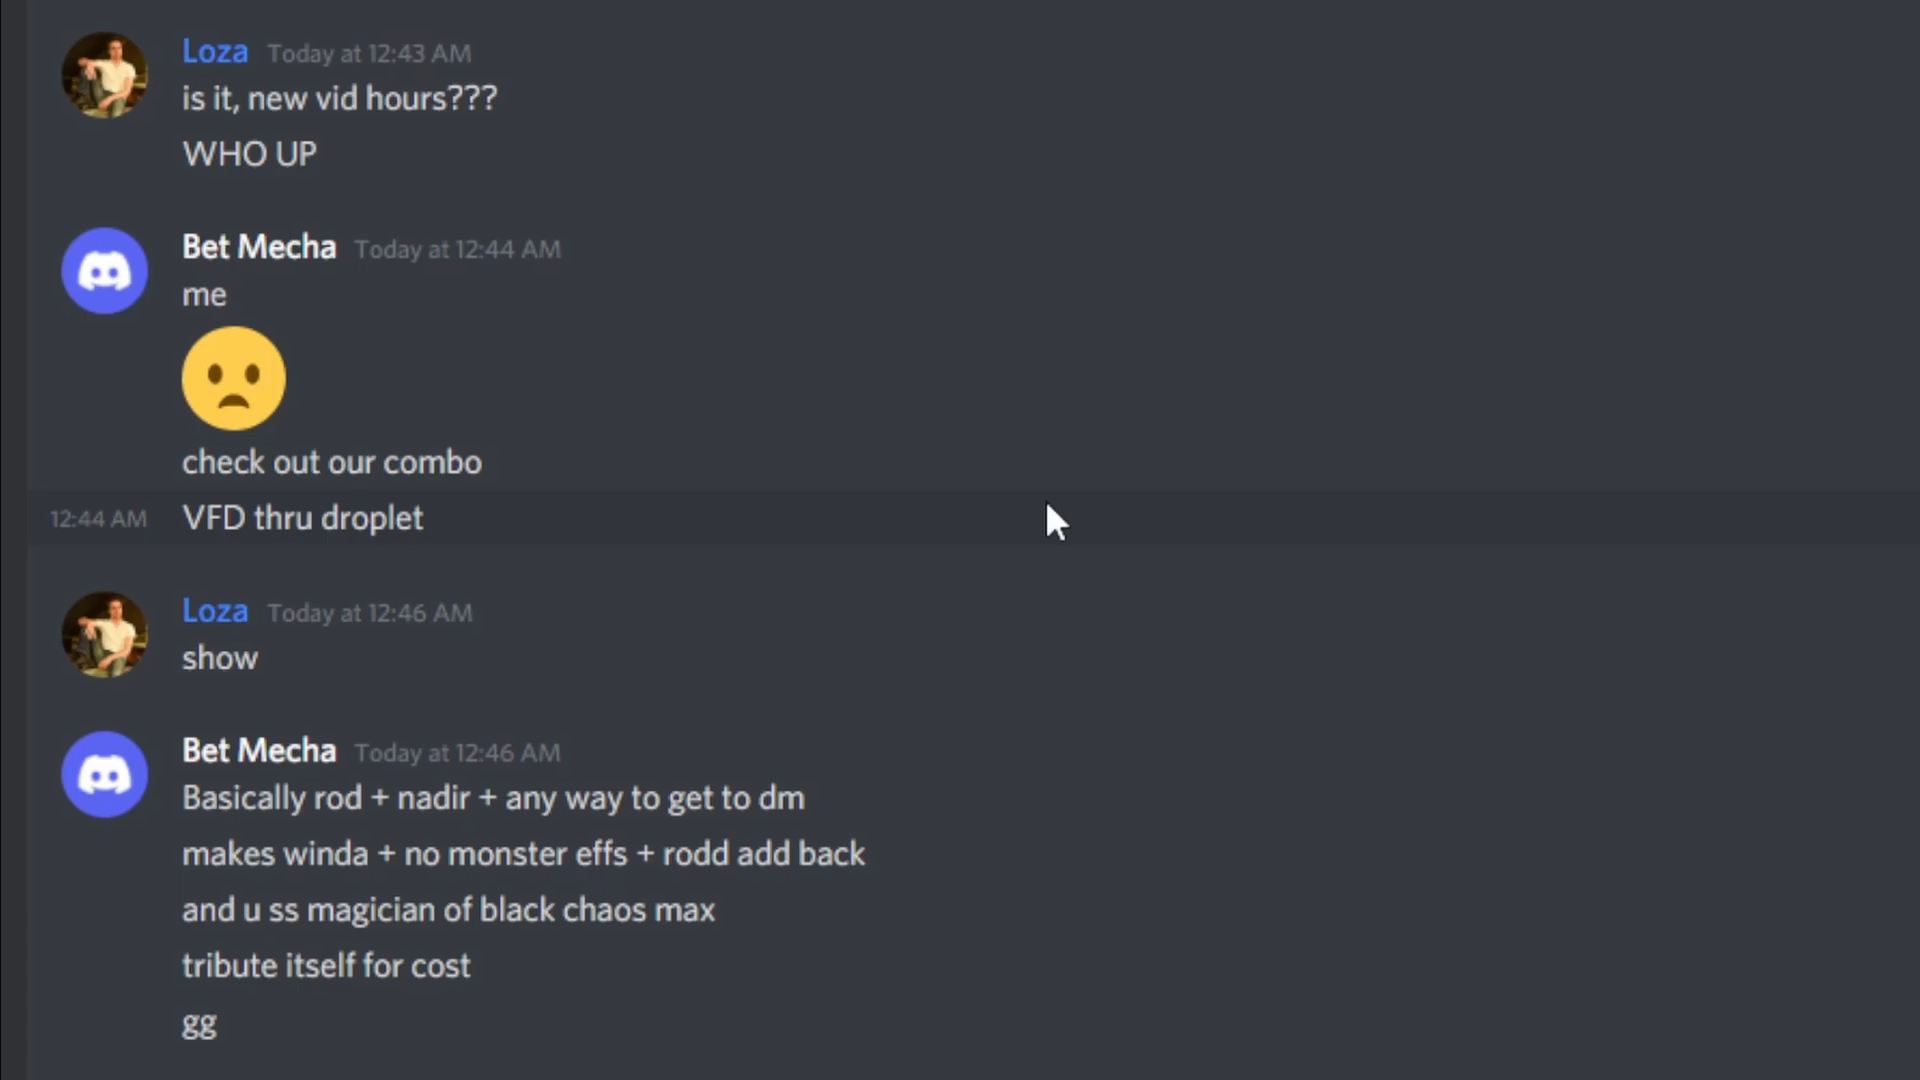 Loza Today at 12:43 AM
is it, new vid hours???
WHO UP
Bet Mecha Today at 12:44 AM
me
check out our combo
12:44 AM VFD thru droplet
Loza Today at 12:46 AM
show
Bet Mecha Today at 12:46 AM
Basically rod + nadir + any way to get to dm
makes winda + no monster effs + rodd add back
and u ss magician of black chaos max
tribute itself for cost
gg